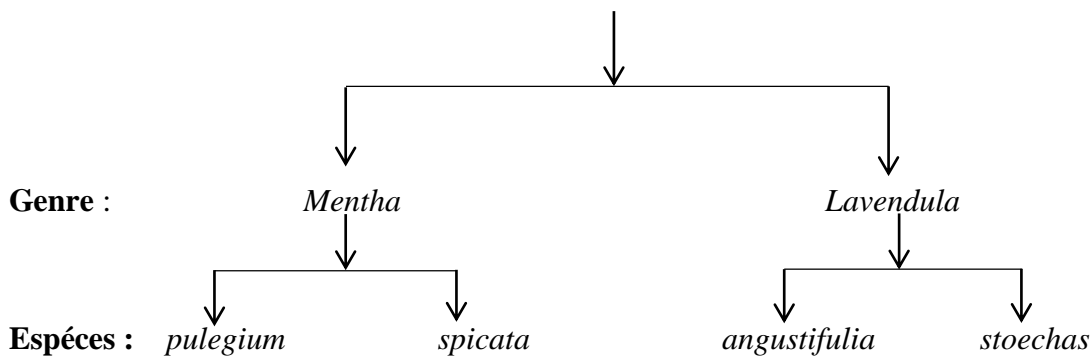 Genre : Mentha Lavendula
Espéces : pulegium spicata angustifulia stoechas